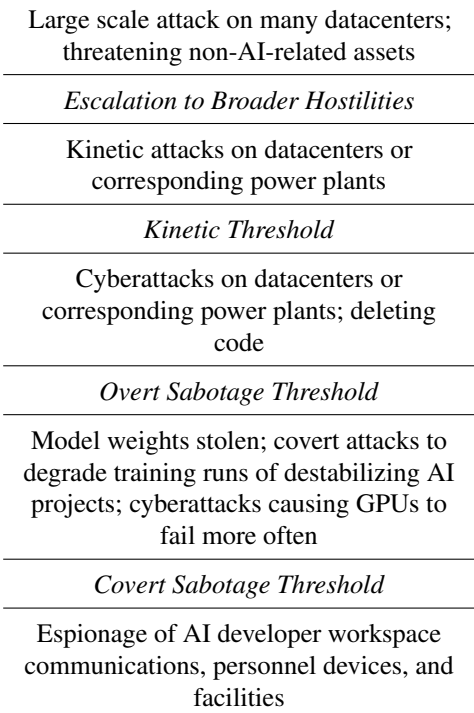 Large scale attack on many datacenters;
threatening non-AI-related assets
Escalation to Broader Hostilities
Kinetic attacks on datacenters or
corresponding power plants
Kinetic Threshold
Cyberattacks on datacenters or
corresponding power plants; deleting
code
Overt Sabotage Threshold
Model weights stolen; covert attacks to
degrade training runs of destabilizing AI
projects; cyberattacks causing GPUs to
fail more often
Covert Sabotage Threshold
Espionage of AI developer workspace
communications, personnel devices, and
facilities